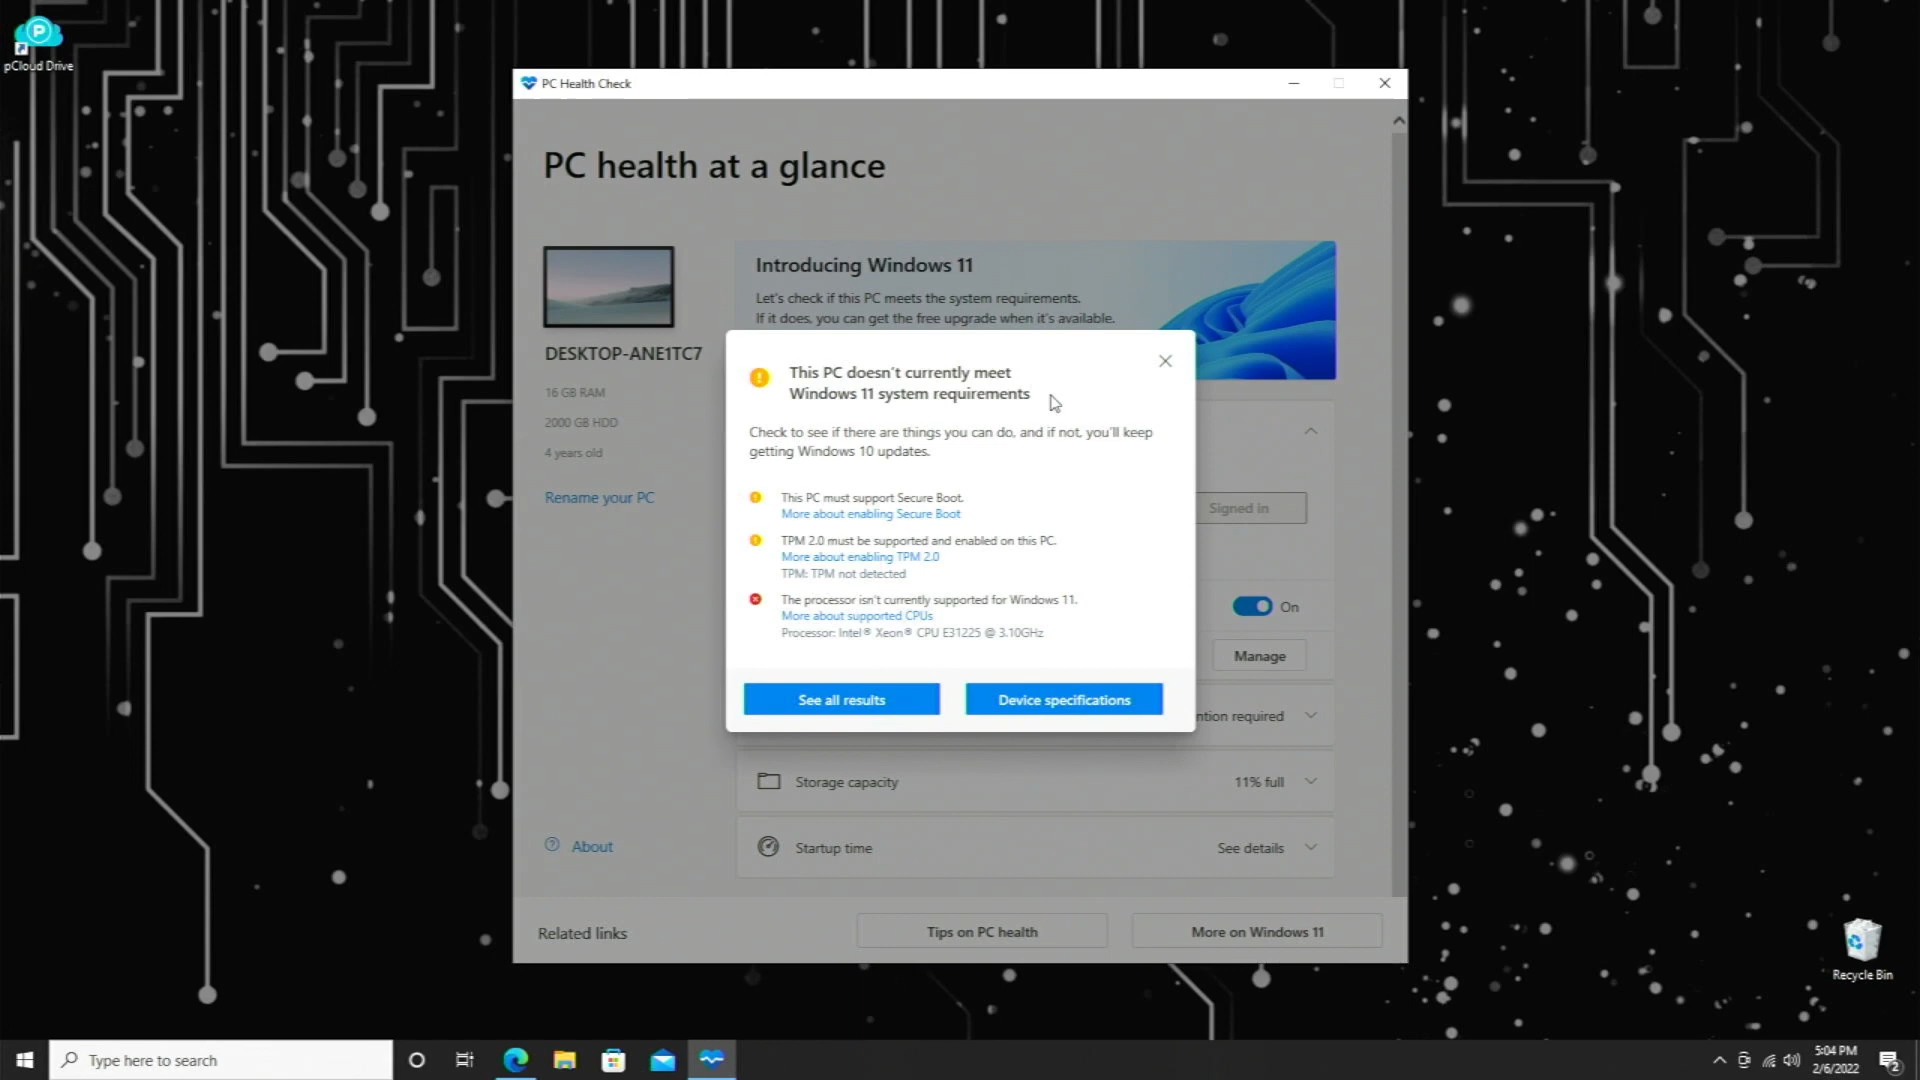 pCloud Drive
PC Health Check
PC health at a glance
DESKTOP-ANE1TC7
16 GB RAM
2000 GB HDD
4 years old
Rename your PC
About
Introducing Windows 11
Let's check if this PC meets the system requirements.
If it does, you can get the free upgrade when it's available.
This PC doesn't currently meet
Windows 11 system requirements
Check to see if there are things you can do, and if not, you'll keep
getting Windows 10 updates.
This PC must support Secure Boot.
More about enabling Secure Boot
TPM 2.0 must be supported and enabled on this PC.
More about enabling TPM 2.0
TPM: TPM not detected
The processor isn't currently supported for Windows 11.
More about supported CPUs
Processor: Intel® Xeon® CPU E31225 @ 3.10GHz
See all results
Device specifications
Signed in
On
Manage
required
Storage capacity
11% full
Startup time
See details
Related links
Tips on PC health
More on Windows 11
Recycle Bin
Type here to search
5:04 PM
2/6/2022
2